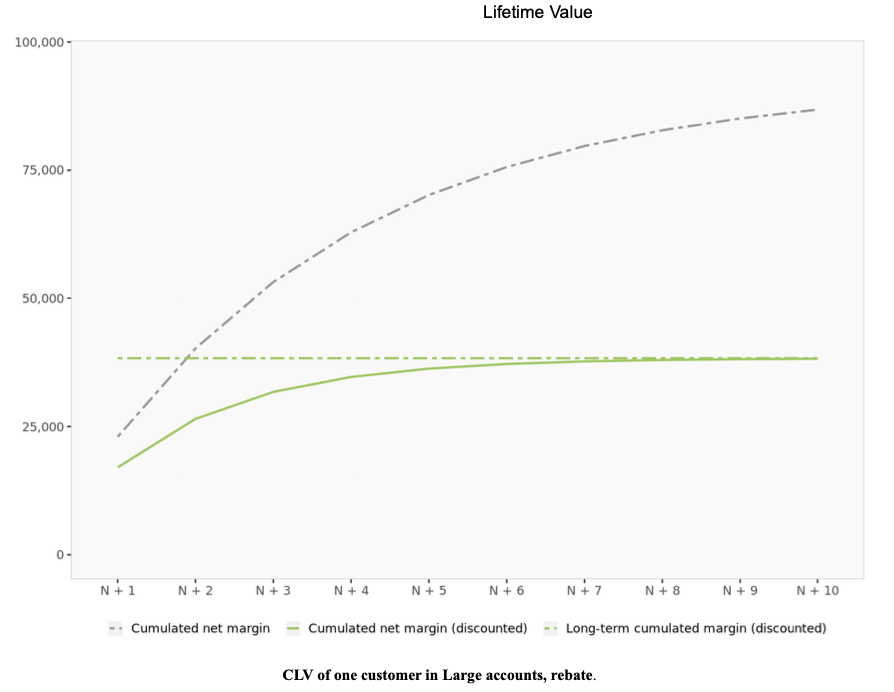 Lifetime Value
100,000
75,000
50,000
25,000
0
N + 1 N + 2 N + 3 N + 4 N + 5 N + 6 N + 7 N + 8 N + 9 N + 10
Cumulated net margin Cumulated net margin (discounted) Long-term cumulated margin (discounted)
CLV of one customer in Large accounts, rebate.